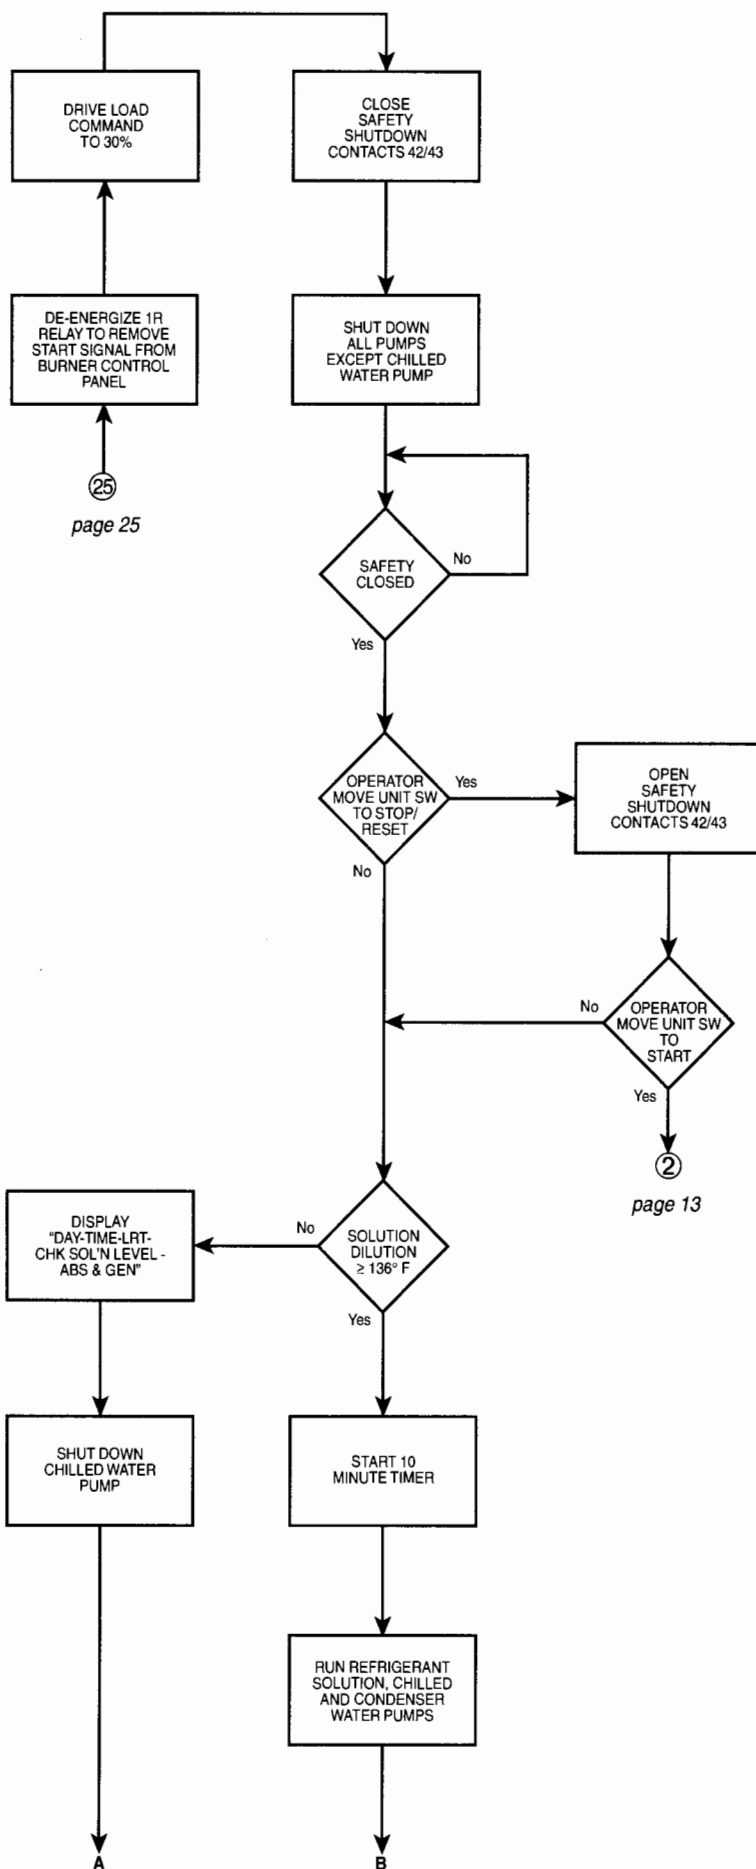 DRIVE LOAD
COMMAND
TO 30%
CLOSE
SAFETY
SHUTDOWN
CONTACTS 42/43
DE-ENERGIZE 1R
RELAY TO REMOVE
START SIGNAL FROM
BURNER CONTROL
PANEL
SHUT DOWN
ALL PUMPS
EXCEPT CHILLED
WATER PUMP
25
page 25
SAFETY
CLOSED
No
Yes
OPERATOR
MOVE UNIT SW
TO STOP/
RESET
Yes
No
OPEN
SAFETY
SHUTDOWN
CONTACTS 42/43
OPERATOR
MOVE UNIT SW
TO
START
No
Yes
2
page 13
SOLUTION
DILUTION
≥ 136° F
No
Yes
DISPLAY
"DAY-TIME-LRT-
CHK SOL'N LEVEL -
ABS & GEN"
SHUT DOWN
CHILLED WATER
PUMP
START 10
MINUTE TIMER
RUN REFRIGERANT
SOLUTION, CHILLED
AND CONDENSER
WATER PUMPS
A
B